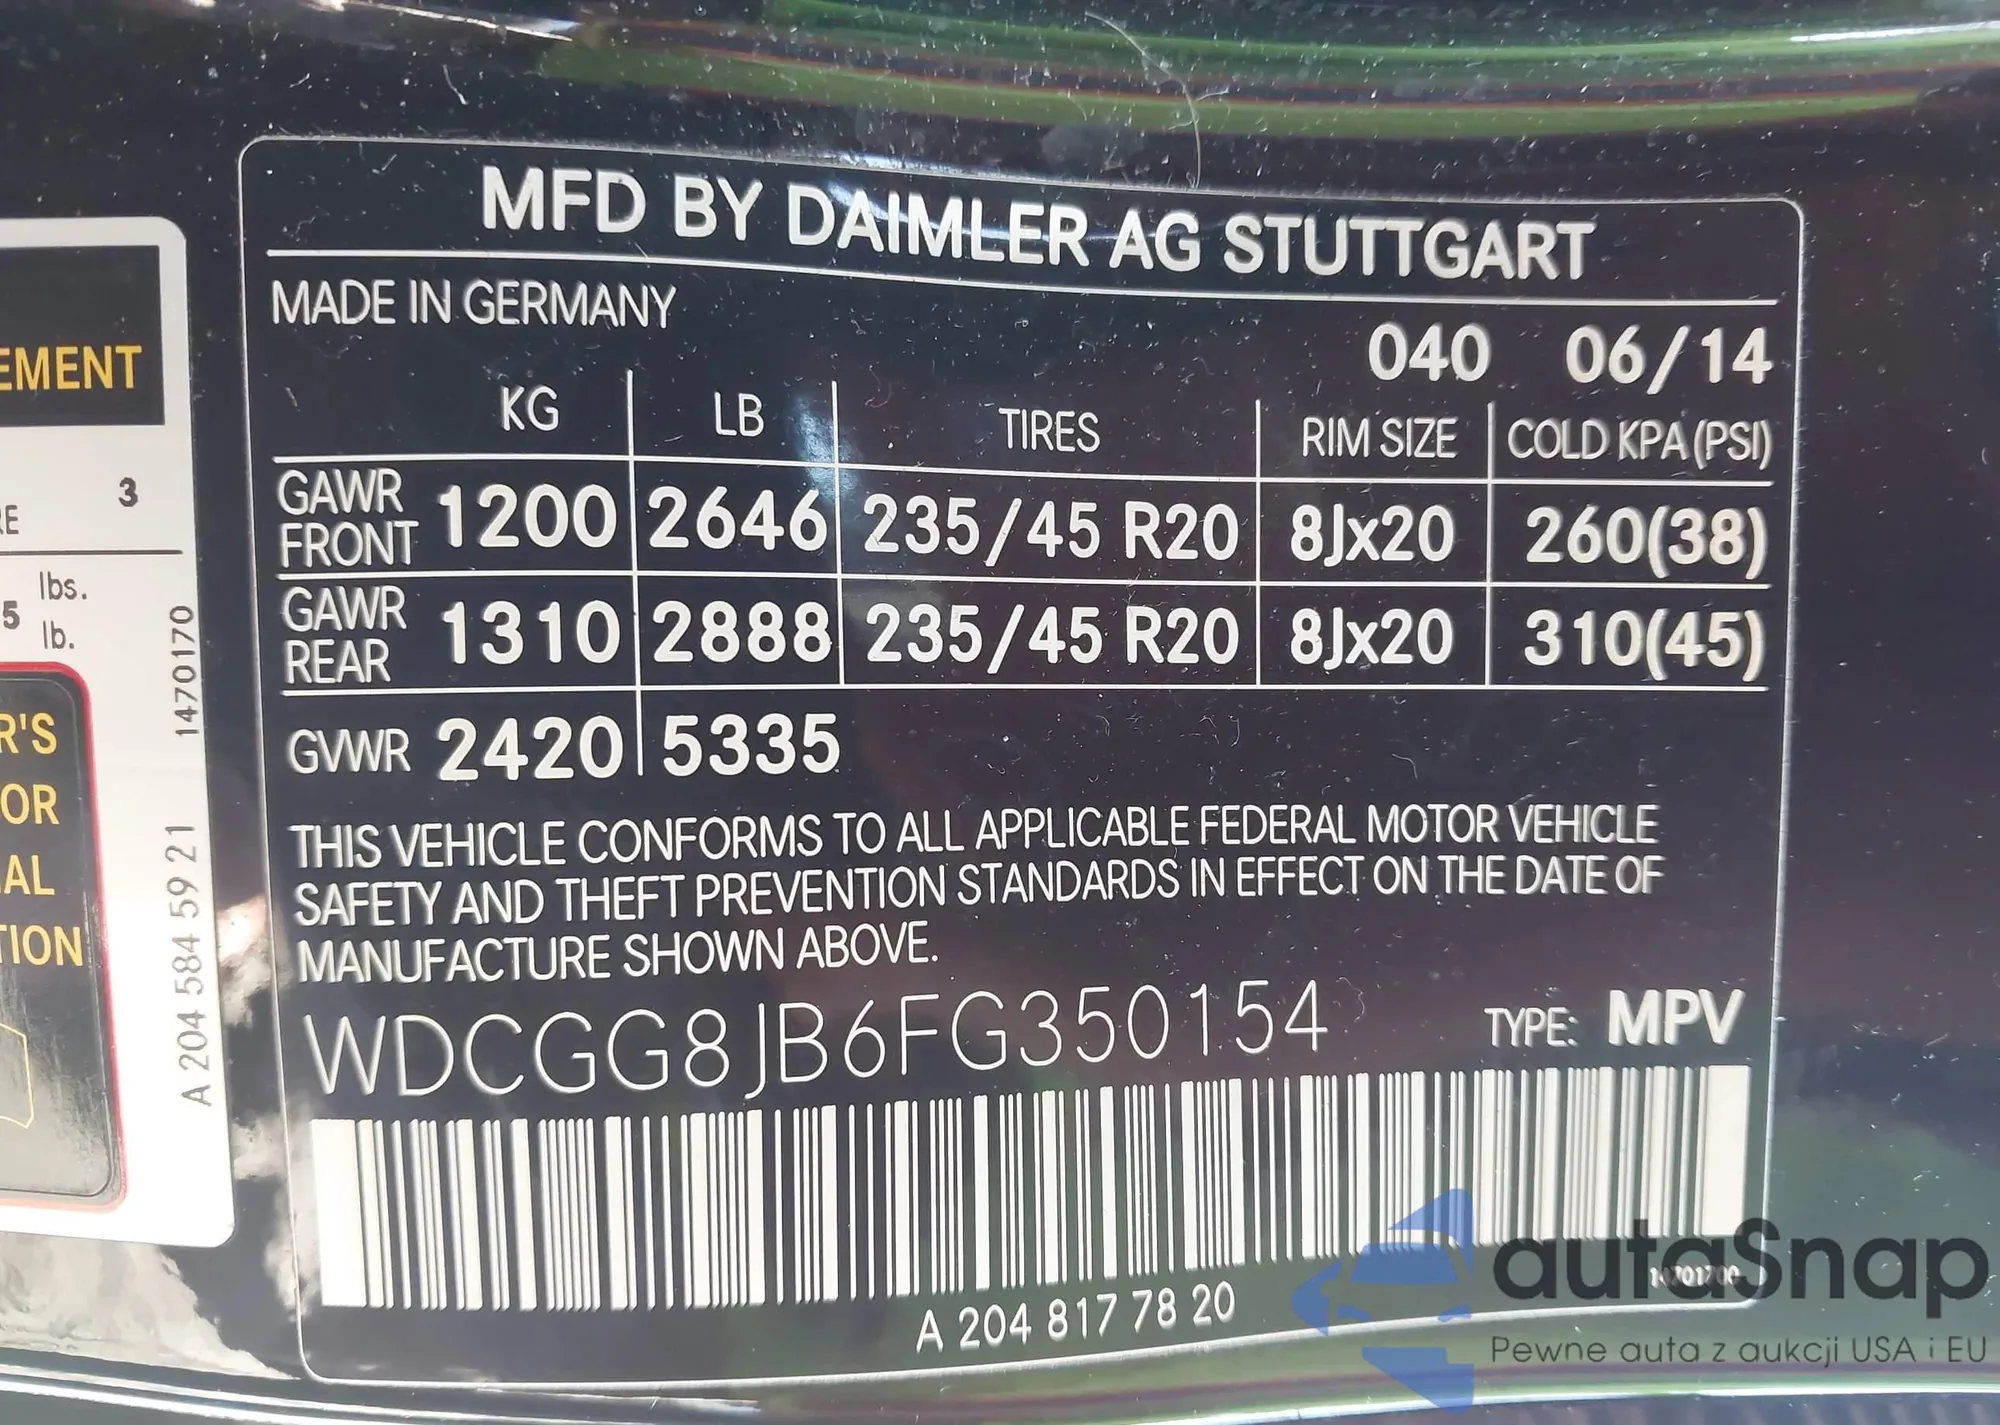 EMENT
3
RE
lbs.
5
lb.
R'S
OR
AL
TION
A 204 584 59 21 1470170
MFD BY DAIMLER AG STUTTGART
MADE IN GERMANY
040 06/14
KG LB TIRES RIM SIZE COLD KPA (PSI)
GAWR FRONT 1200 2646 235/45 R20 8Jx20 260(38)
GAWR REAR 1310 2888 235/45 R20 8Jx20 310(45)
GVWR 2420 5335
THIS VEHICLE CONFORMS TO ALL APPLICABLE FEDERAL MOTOR VEHICLE
SAFETY AND THEFT PREVENTION STANDARDS IN EFFECT ON THE DATE OF
MANUFACTURE SHOWN ABOVE.
WDCGG8JB6FG350154 TYPE: MPV
A 204 817 78 20
autaSnap
Pewne auta z aukcji USA i EU